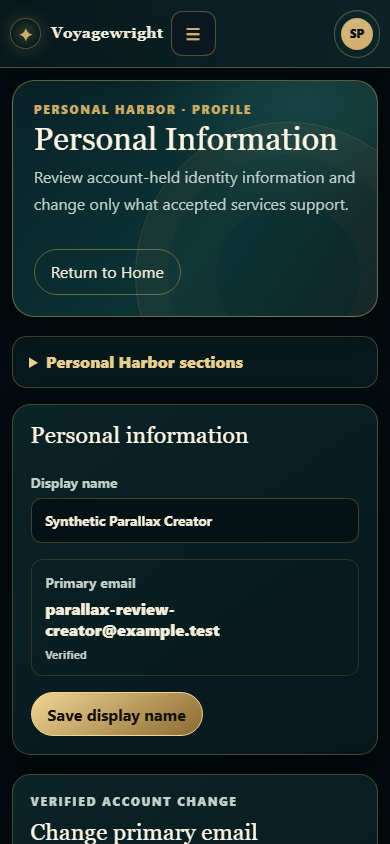 Voyagewright
SP
PERSONAL HARBOR · PROFILE
Personal Information
Review account-held identity information and
change only what accepted services support.
Return to Home
Personal Harbor sections
Personal information
Display name
Synthetic Parallax Creator
Primary email
parallax-review-
creator@example.test
Verified
Save display name
VERIFIED ACCOUNT CHANGE
Change primary email